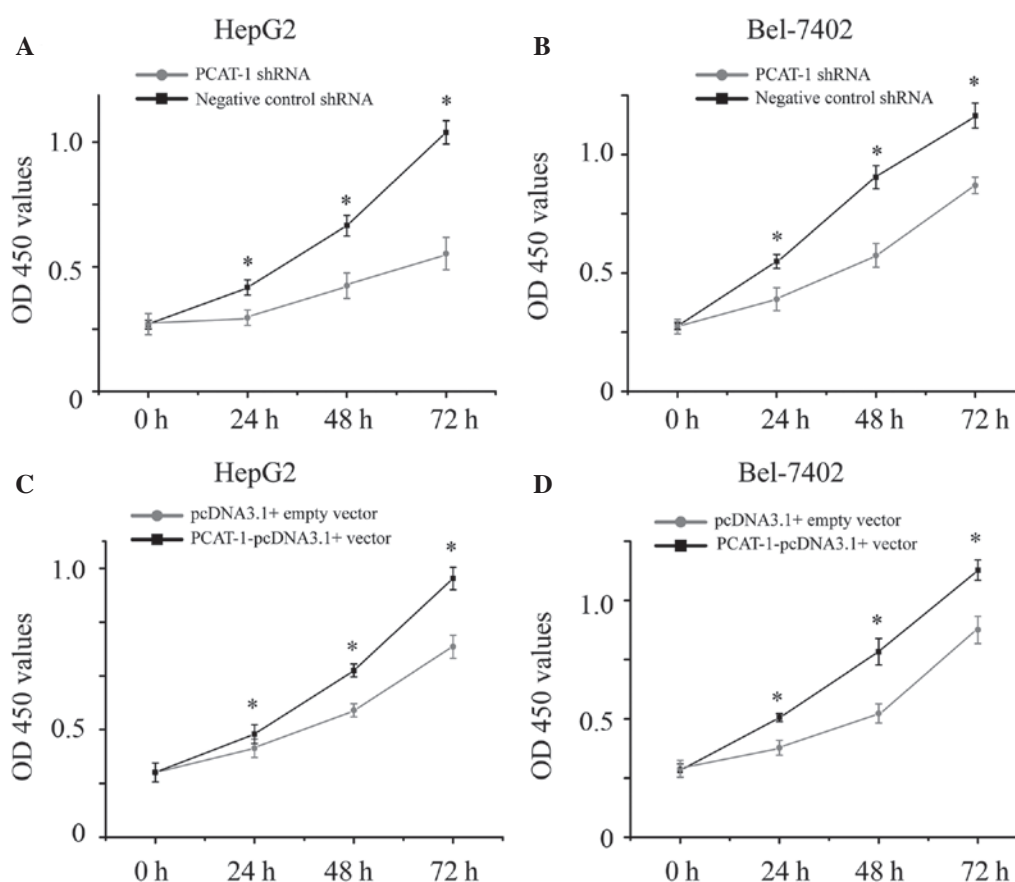 A
HepG2
PCAT-1 shRNA
Negative control shRNA
OD 450 values
1.0
0.5
0
* * *
0 h 24 h 48 h 72 h
B
Bel-7402
PCAT-1 shRNA
Negative control shRNA
OD 450 values
1.0
0.5
0
* * *
0 h 24 h 48 h 72 h
C
HepG2
pcDNA3.1+ empty vector
PCAT-1-pcDNA3.1+ vector
OD 450 values
1.0
0.5
0
* * *
0 h 24 h 48 h 72 h
D
Bel-7402
pcDNA3.1+ empty vector
PCAT-1-pcDNA3.1+ vector
OD 450 values
1.0
0.5
0
* * *
0 h 24 h 48 h 72 h